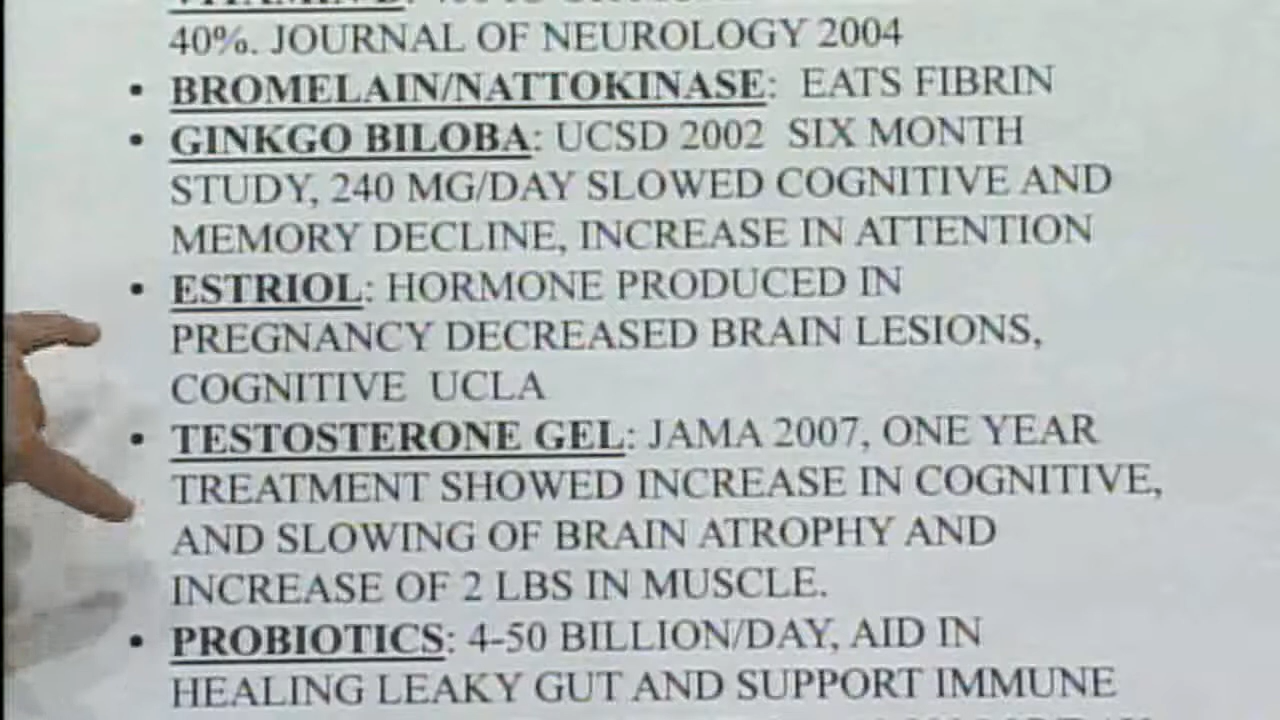 40%. JOURNAL OF NEUROLOGY 2004
• BROMELAIN/NATTOKINASE: EATS FIBRIN
• GINKGO BILOBA: UCSD 2002 SIX MONTH
STUDY, 240 MG/DAY SLOWED COGNITIVE AND
MEMORY DECLINE, INCREASE IN ATTENTION
• ESTRIOL: HORMONE PRODUCED IN
PREGNANCY DECREASED BRAIN LESIONS,
COGNITIVE UCLA
• TESTOSTERONE GEL: JAMA 2007, ONE YEAR
TREATMENT SHOWED INCREASE IN COGNITIVE,
AND SLOWING OF BRAIN ATROPHY AND
INCREASE OF 2 LBS IN MUSCLE.
• PROBIOTICS: 4-50 BILLION/DAY, AID IN
HEALING LEAKY GUT AND SUPPORT IMMUNE